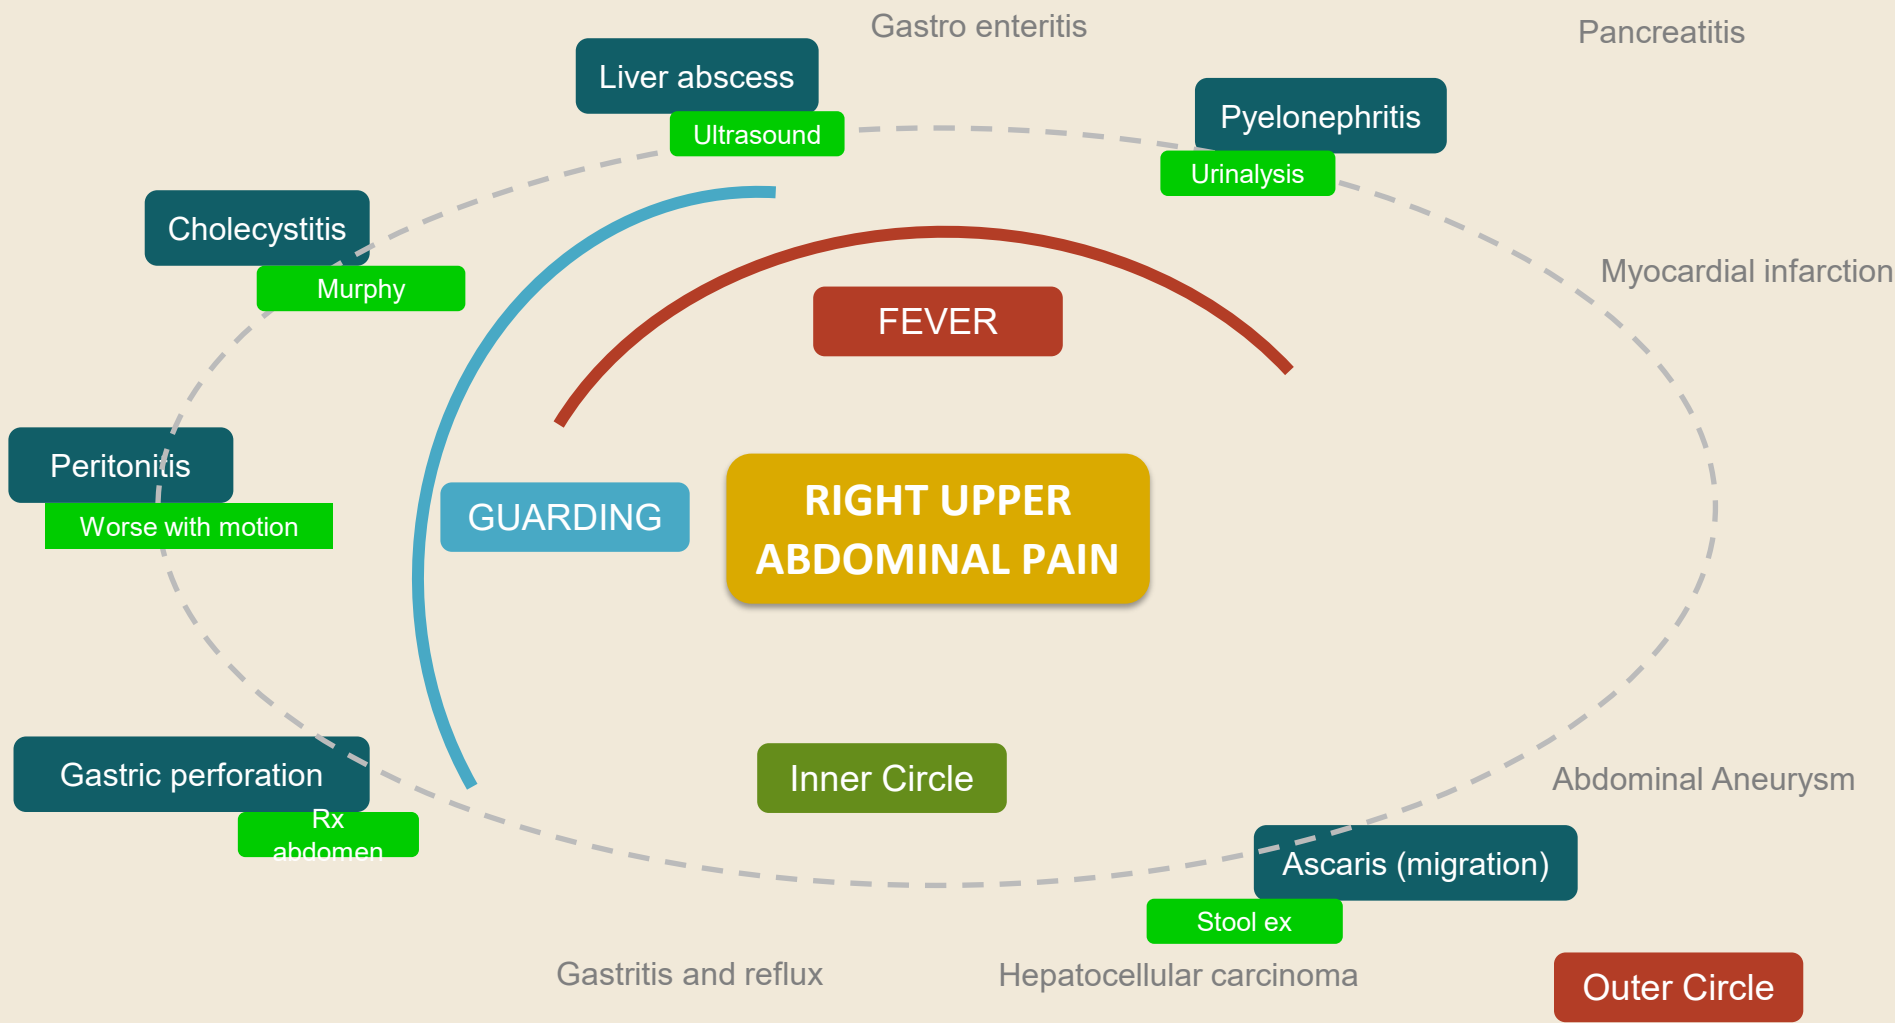 Gastro enteritis
Pancreatitis
Liver abscess
Ultrasound
Pyelonephritis
Urinalysis
Cholecystitis
Murphy
Myocardial infarction
FEVER
Peritonitis
Worse with motion
GUARDING
RIGHT UPPER
ABDOMINAL PAIN
Gastric perforation
Rx
abdomen
Inner Circle
Abdominal Aneurysm
Ascaris (migration)
Stool ex
Gastritis and reflux
Hepatocellular carcinoma
Outer Circle